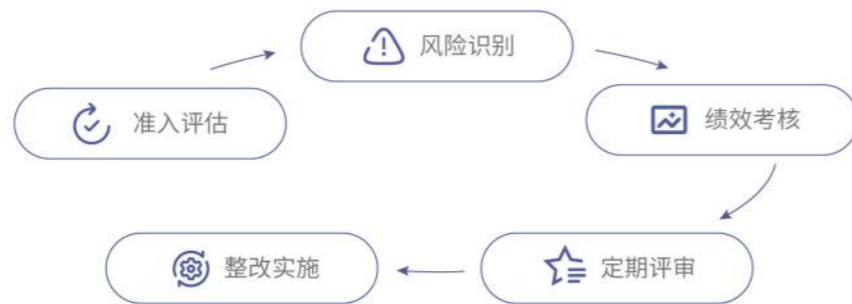 风险识别
准入评估
绩效考核
整改实施
定期评审